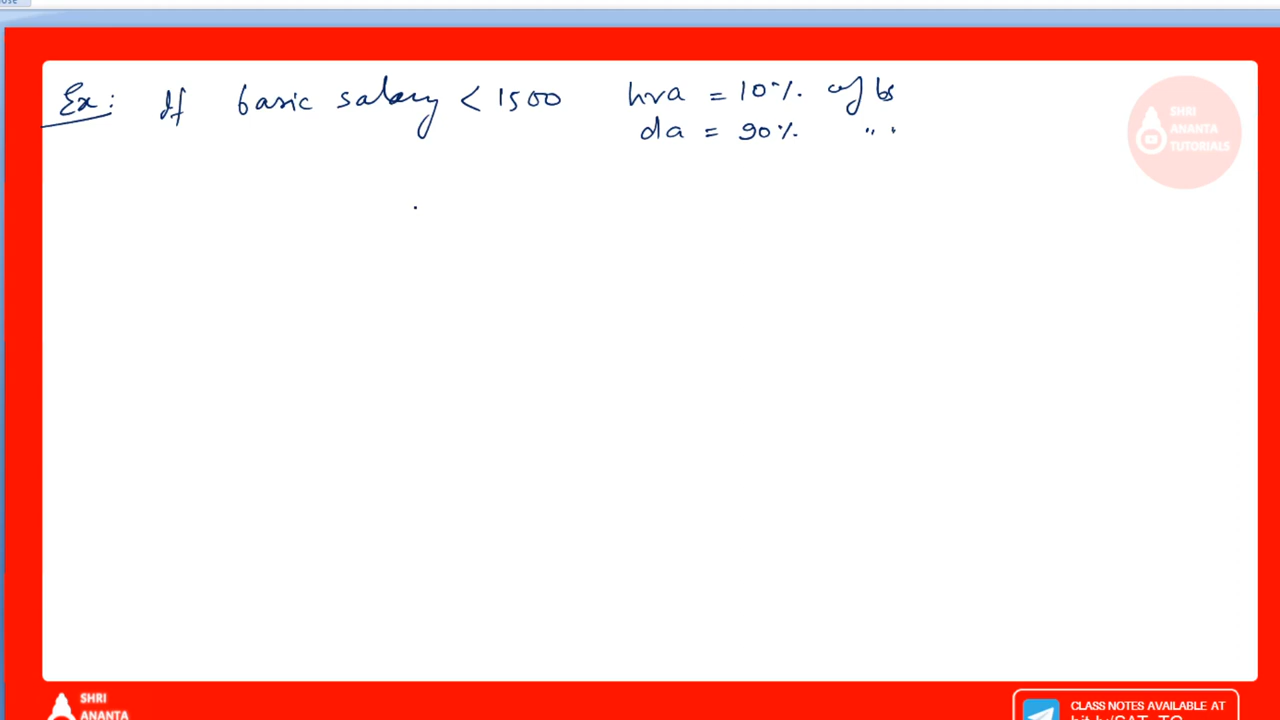 Ex: If basic salary < 1500 hra = 10% of bs
da = 90% " "
SHRI
ANANTA
TUTORIALS
SHRI
ANANTA
CLASS NOTES AVAILABLE AT